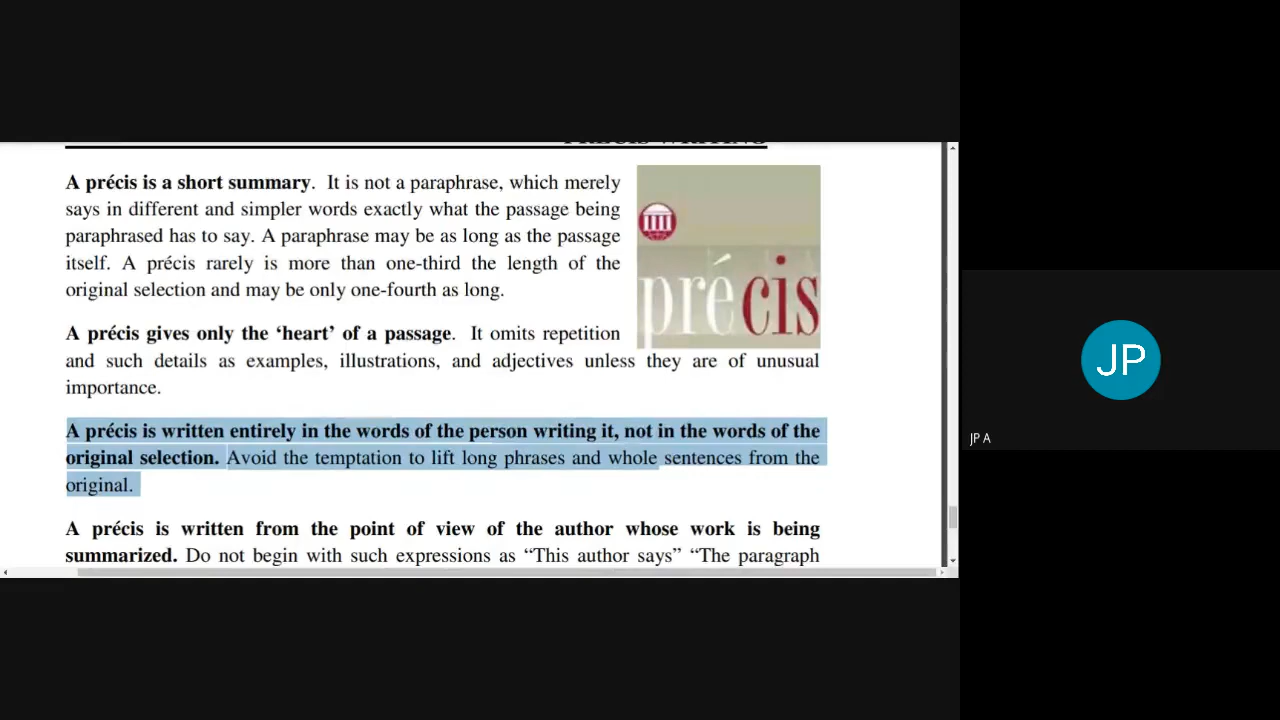 PRÉCIS WRITING
A précis is a short summary. It is not a paraphrase, which merely
says in different and simpler words exactly what the passage being
paraphrased has to say. A paraphrase may be as long as the passage
itself. A précis rarely is more than one-third the length of the
original selection and may be only one-fourth as long.
précis
A précis gives only the ‘heart’ of a passage. It omits repetition
and such details as examples, illustrations, and adjectives unless they are of unusual
importance.
A précis is written entirely in the words of the person writing it, not in the words of the
original selection. Avoid the temptation to lift long phrases and whole sentences from the
original.
A précis is written from the point of view of the author whose work is being
summarized. Do not begin with such expressions as “This author says” “The paragraph
JP
JP A